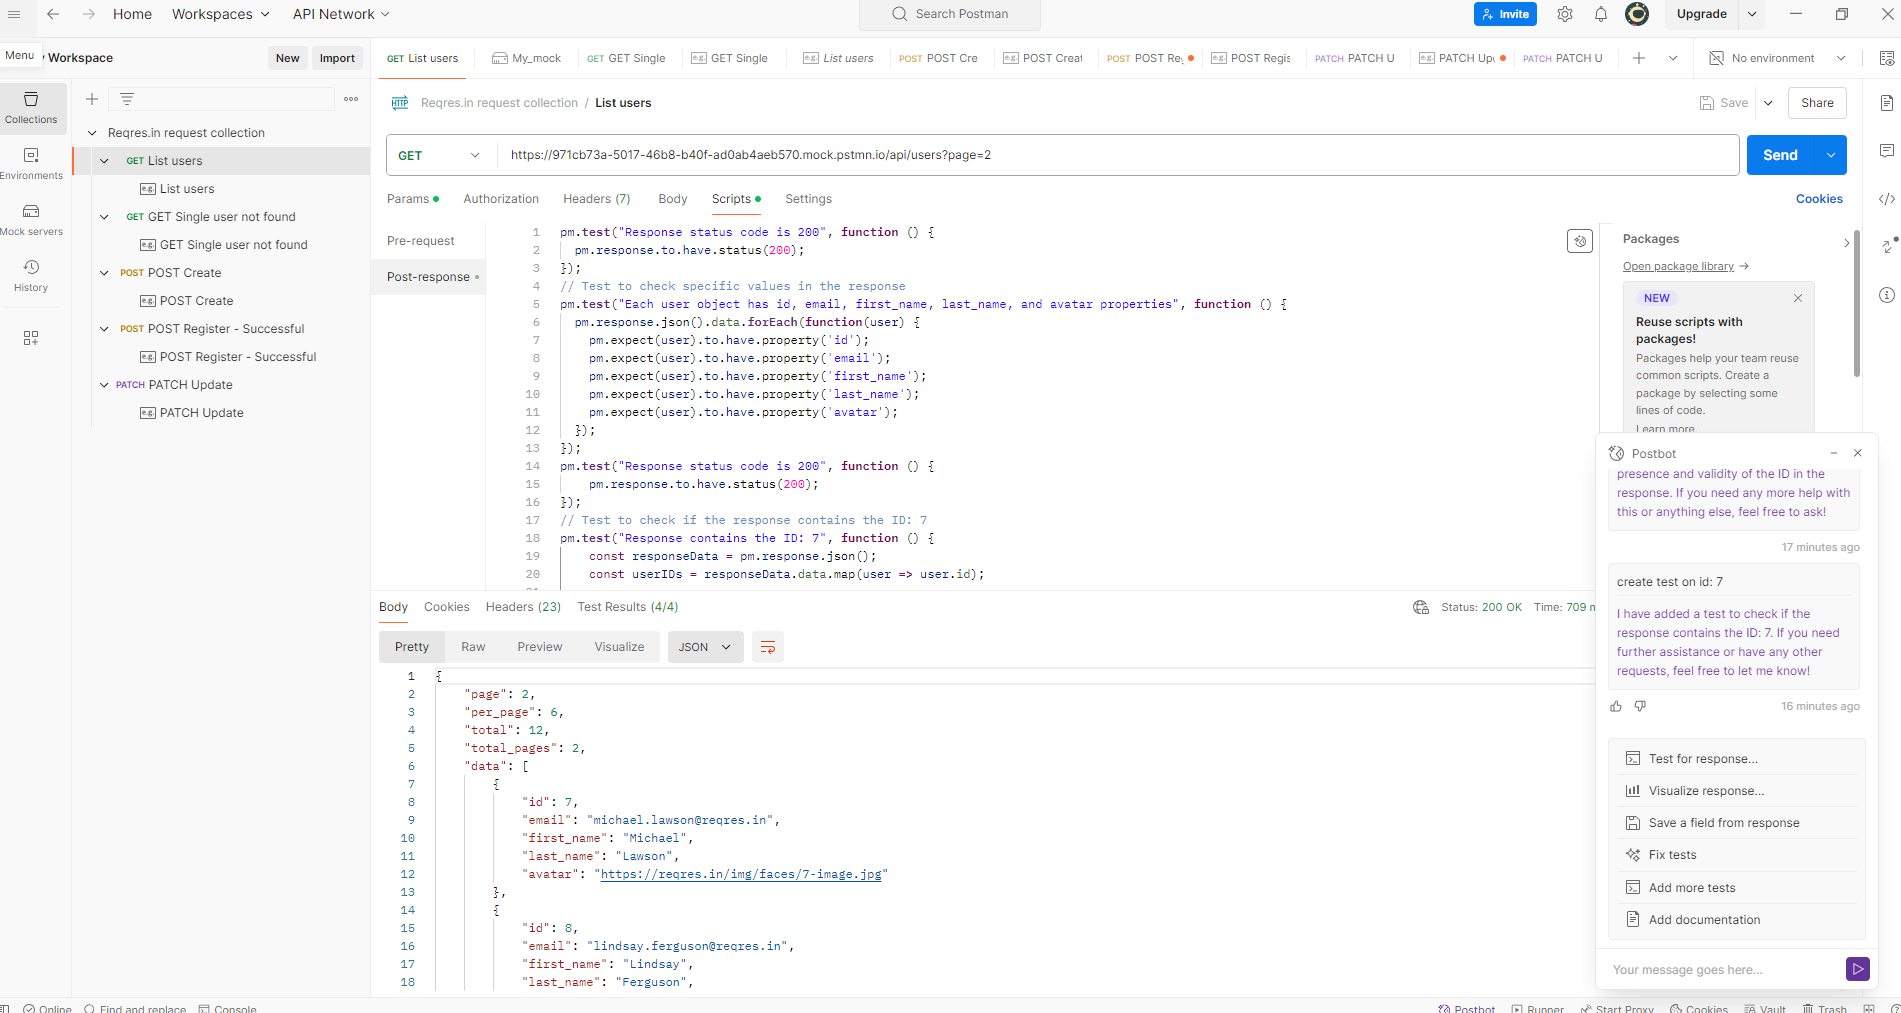 Home
Workspaces
API Network
Search Postman
Invite
Upgrade
Menu
Workspace
New
Import
GET List users
My_mock
GET GET Single
e.g. GET Single
e.g. List users
POST POST Cre
e.g. POST Creat
POST POST Re
e.g. POST Regis
PATCH PATCH U
e.g. PATCH Up
PATCH PATCH U
No environment
Collections
Environments
Mock servers
History
Reqres.in request collection
GET List users
e.g. List users
GET GET Single user not found
e.g. GET Single user not found
POST POST Create
e.g. POST Create
POST POST Register - Successful
e.g. POST Register - Successful
PATCH PATCH Update
e.g. PATCH Update
HTTP Reqres.in request collection / List users
Save
Share
GET
https://971cb73a-5017-46b8-b40f-ad0ab4aeb570.mock.pstmn.io/api/users?page=2
Send
Params
Authorization
Headers (7)
Body
Scripts
Settings
Cookies
Pre-request
Post-response
1 pm.test("Response status code is 200", function () {
2 pm.response.to.have.status(200);
3 });
4 // Test to check specific values in the response
5 pm.test("Each user object has id, email, first_name, last_name, and avatar properties", function () {
6 pm.response.json().data.forEach(function(user) {
7 pm.expect(user).to.have.property('id');
8 pm.expect(user).to.have.property('email');
9 pm.expect(user).to.have.property('first_name');
10 pm.expect(user).to.have.property('last_name');
11 pm.expect(user).to.have.property('avatar');
12 });
13 });
14 pm.test("Response status code is 200", function () {
15 pm.response.to.have.status(200);
16 });
17 // Test to check if the response contains the ID: 7
18 pm.test("Response contains the ID: 7", function () {
19 const responseData = pm.response.json();
20 const userIDs = responseData.data.map(user => user.id);
Packages
Open package library →
NEW
Reuse scripts with
packages!
Packages help your team reuse
common scripts. Create a
package by selecting some
lines of code.
Learn more.
Body
Cookies
Headers (23)
Test Results (4/4)
Status: 200 OK
Time: 709 m
Pretty
Raw
Preview
Visualize
JSON
1 {
2 "page": 2,
3 "per_page": 6,
4 "total": 12,
5 "total_pages": 2,
6 "data": [
7 {
8 "id": 7,
9 "email": "michael.lawson@reqres.in",
10 "first_name": "Michael",
11 "last_name": "Lawson",
12 "avatar": "https://reqres.in/img/faces/7-image.jpg"
13 },
14 {
15 "id": 8,
16 "email": "lindsay.ferguson@reqres.in",
17 "first_name": "Lindsay",
18 "last_name": "Ferguson",
Postbot
presence and validity of the ID in the
response. If you need any more help with
this or anything else, feel free to ask!
17 minutes ago
create test on id: 7
I have added a test to check if the
response contains the ID: 7. If you need
further assistance or have any other
requests, feel free to let me know!
16 minutes ago
Test for response...
Visualize response...
Save a field from response
Fix tests
Add more tests
Add documentation
Your message goes here...
Online
Find and replace
Console
Postbot
Runner
Start Proxy
Cookies
Vault
Trash